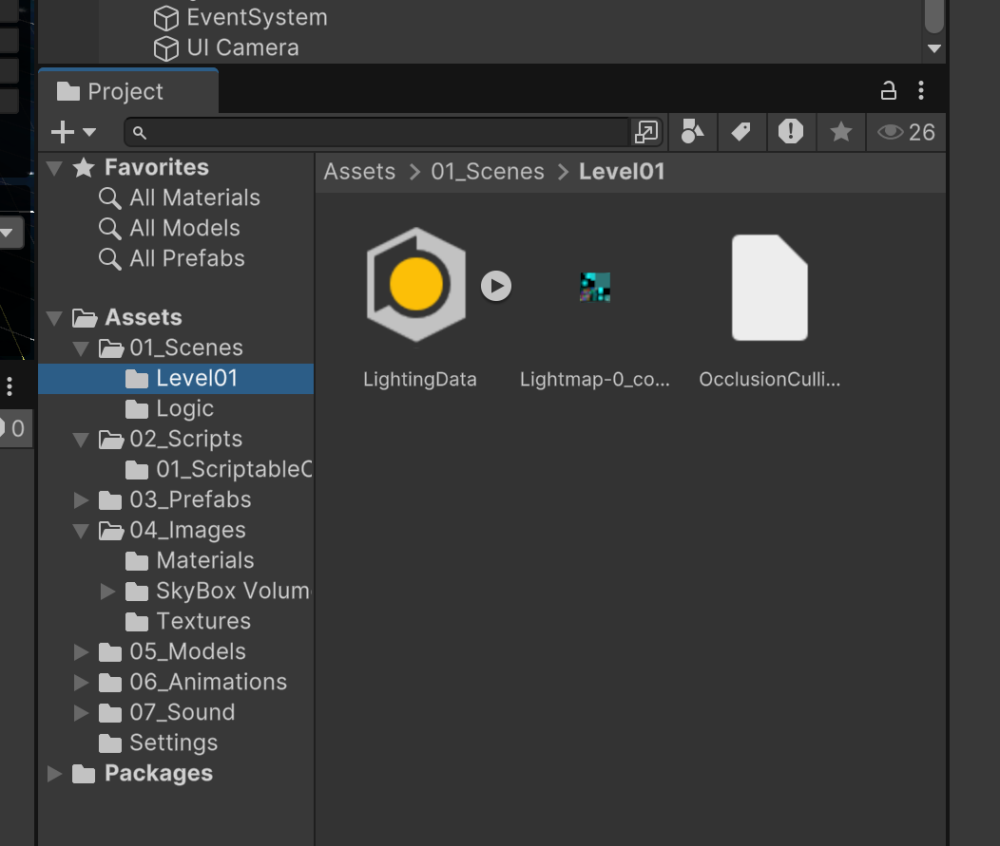 EventSystem
UI Camera
Project
26
Favorites
All Materials
All Models
All Prefabs
Assets
01_Scenes
Level01
Logic
02_Scripts
01_ScriptableC
03_Prefabs
04_Images
Materials
SkyBox Volum
Textures
05_Models
06_Animations
07_Sound
Settings
Packages
Assets > 01_Scenes > Level01
LightingData
Lightmap-0_co...
OcclusionCulli...
0